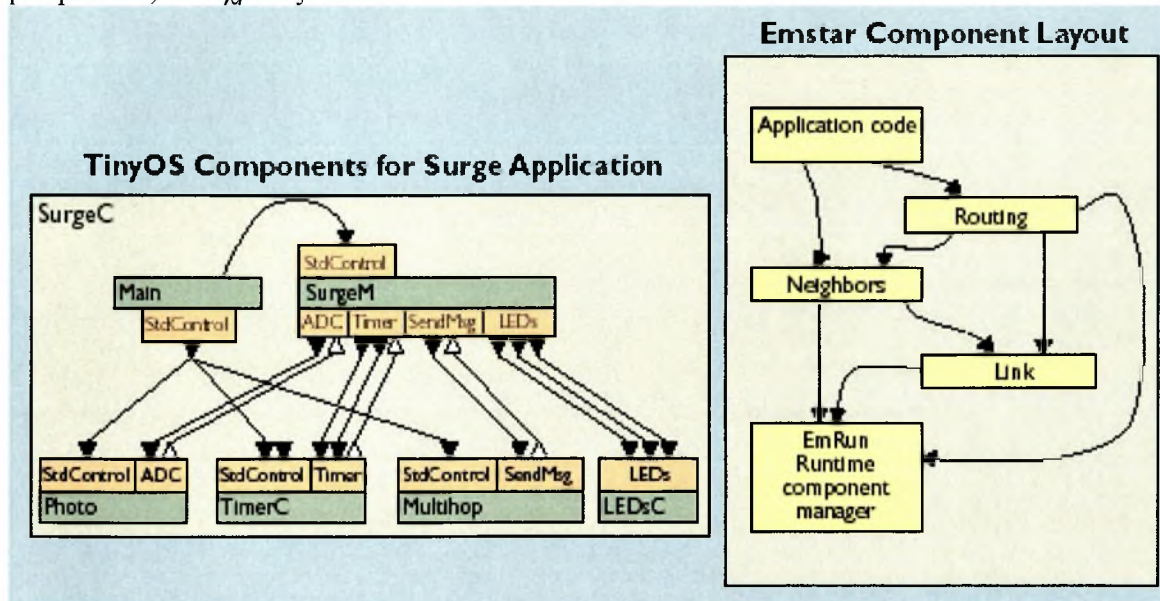 Emstar Component Layout
Application code
Routing
Neighbors
Link
EmRun
Runtime
component
manager
TinyOS Components for Surge Application
SurgeC
StdControl
Main
SurgeM
StdControl
ADC Timer SendMsg LEDs
StdControl ADC
StdControl Timer
StdControl SendMsg
LEDs
Photo
TimerC
Multihop
LEDsC